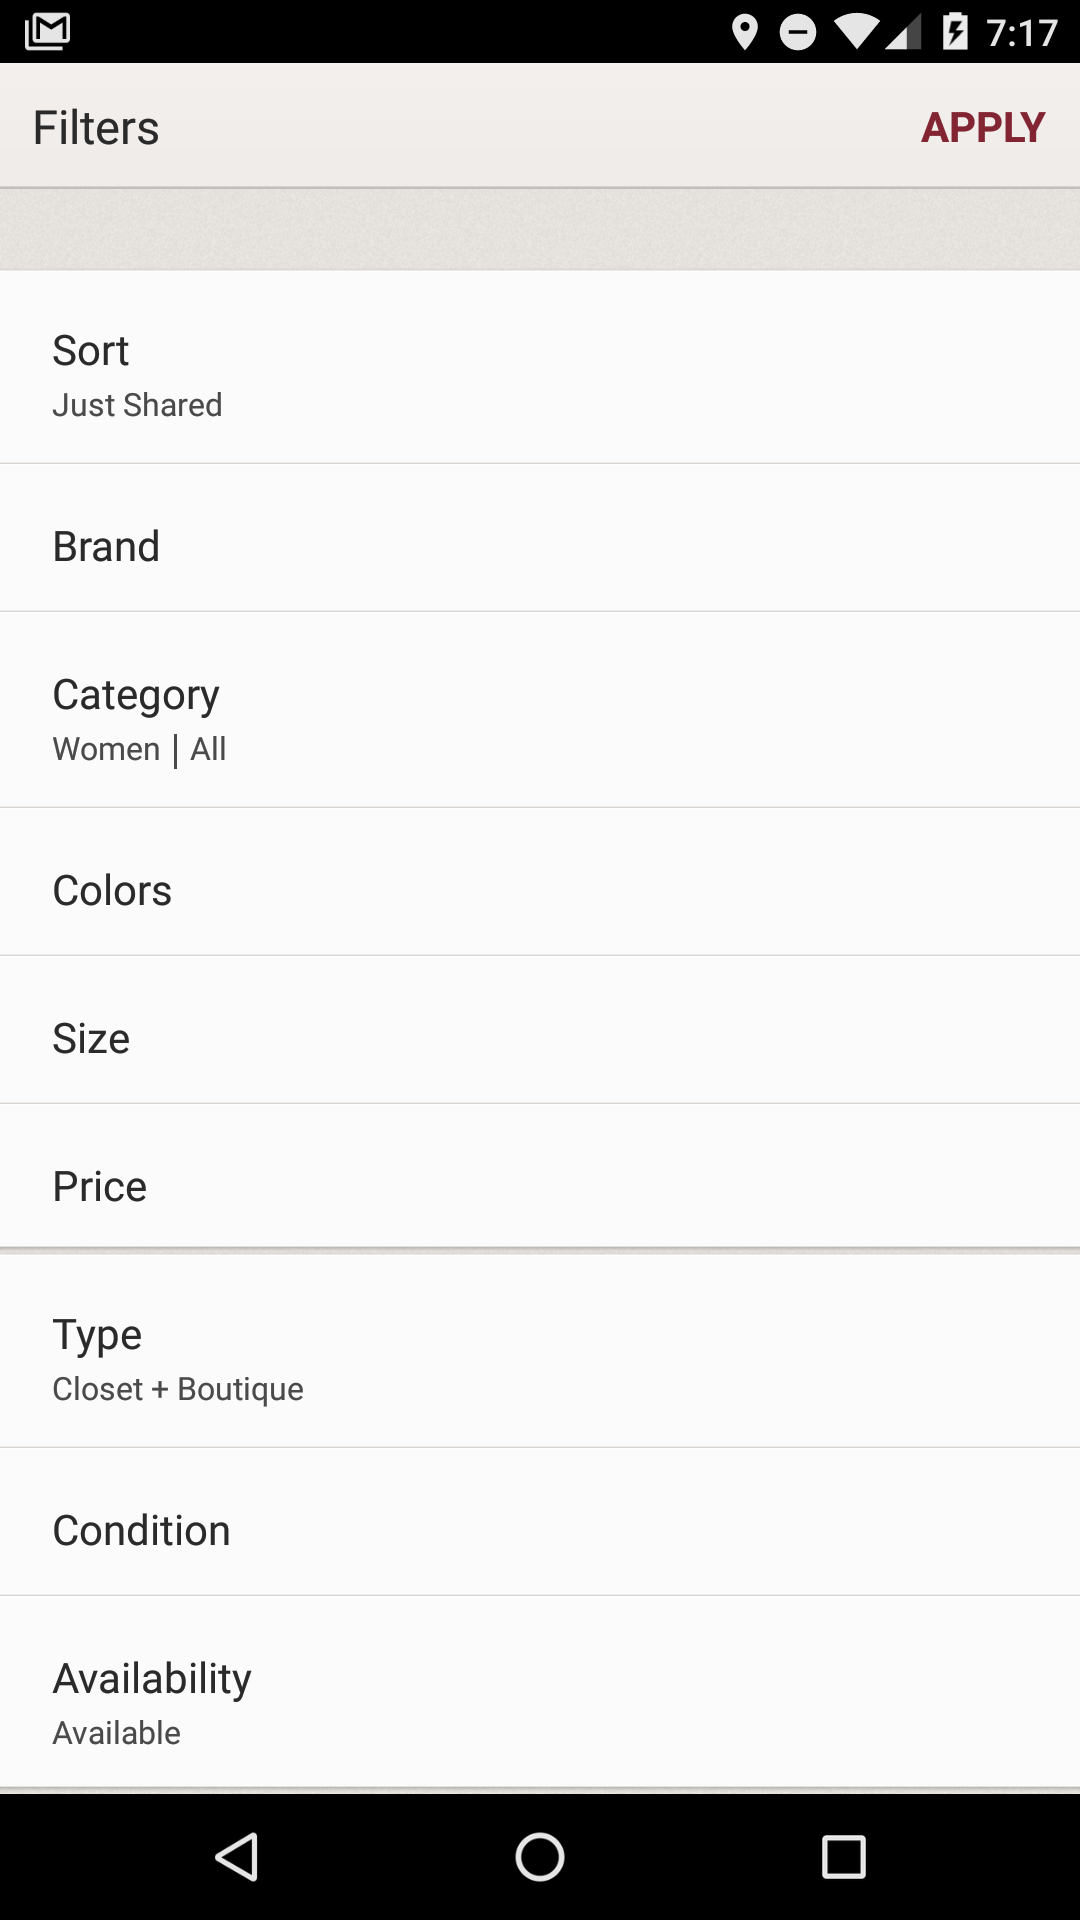 7:17
Filters
APPLY
Sort
Just Shared
Brand
Category
Women | All
Colors
Size
Price
Type
Closet + Boutique
Condition
Availability
Available